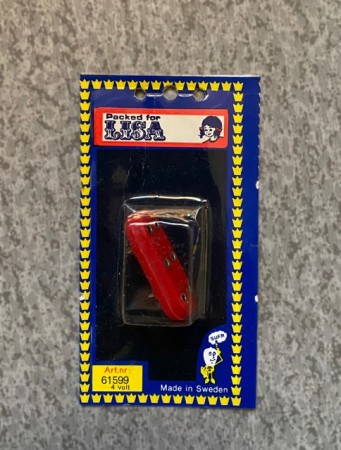 Packed for
LISA
Art.nr:
61599
4 volt
Made in Sweden